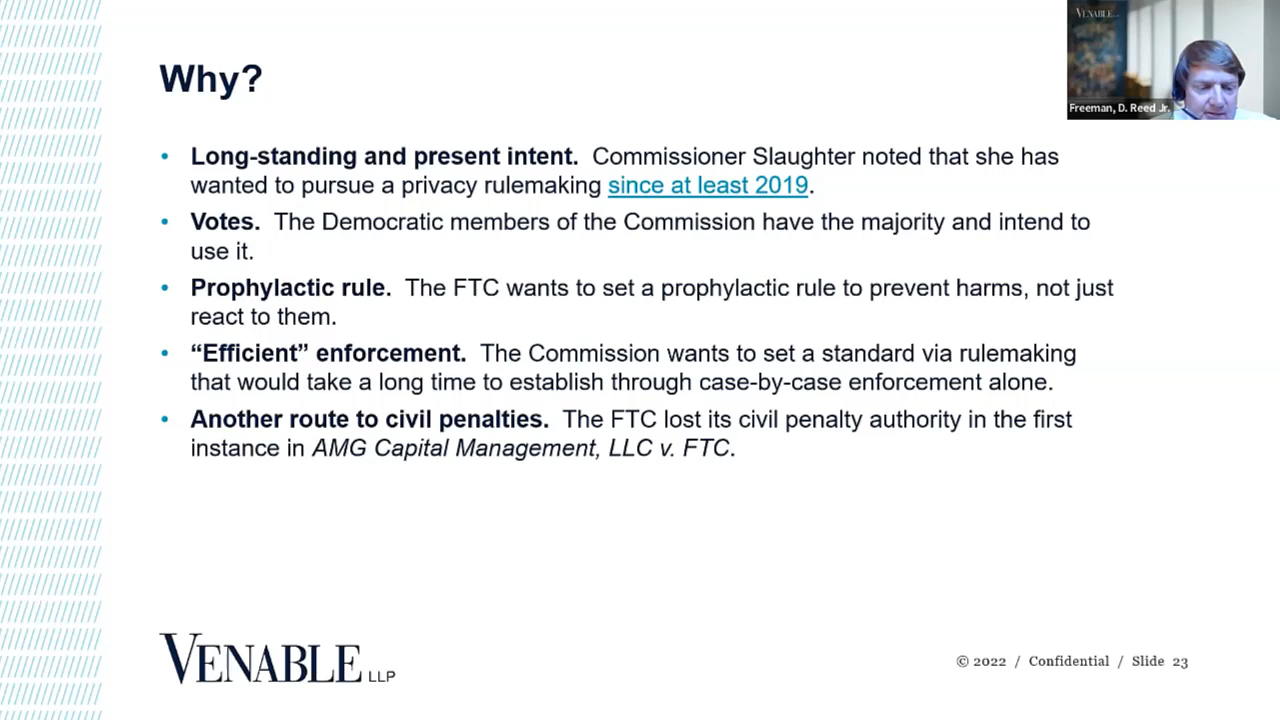 VENABLE
Freeman, D. Reed Jr.
Why?
• Long-standing and present intent. Commissioner Slaughter noted that she has
wanted to pursue a privacy rulemaking since at least 2019.
• Votes. The Democratic members of the Commission have the majority and intend to
use it.
• Prophylactic rule. The FTC wants to set a prophylactic rule to prevent harms, not just
react to them.
• “Efficient” enforcement. The Commission wants to set a standard via rulemaking
that would take a long time to establish through case-by-case enforcement alone.
• Another route to civil penalties. The FTC lost its civil penalty authority in the first
instance in AMG Capital Management, LLC v. FTC.
VENABLE LLP
© 2022 / Confidential / Slide 23